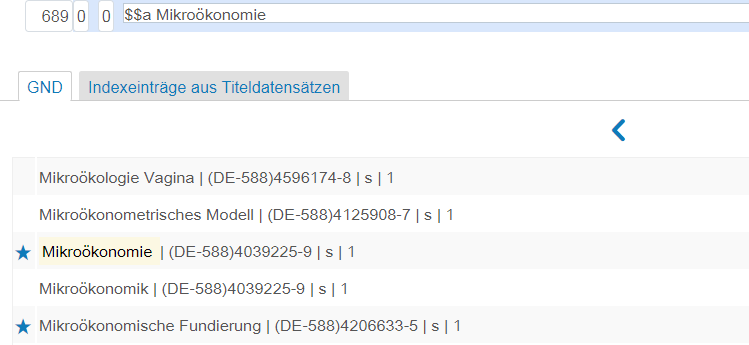 689 0 0 $$a Mikroökonomie
GND Indexeinträge aus Titeldatensätzen
Mikroökologie Vagina | (DE-588)4596174-8 | s | 1
Mikroökonometrisches Modell | (DE-588)4125908-7 | s | 1
Mikroökonomie | (DE-588)4039225-9 | s | 1
Mikroökonomik | (DE-588)4039225-9 | s | 1
Mikroökonomische Fundierung | (DE-588)4206633-5 | s | 1